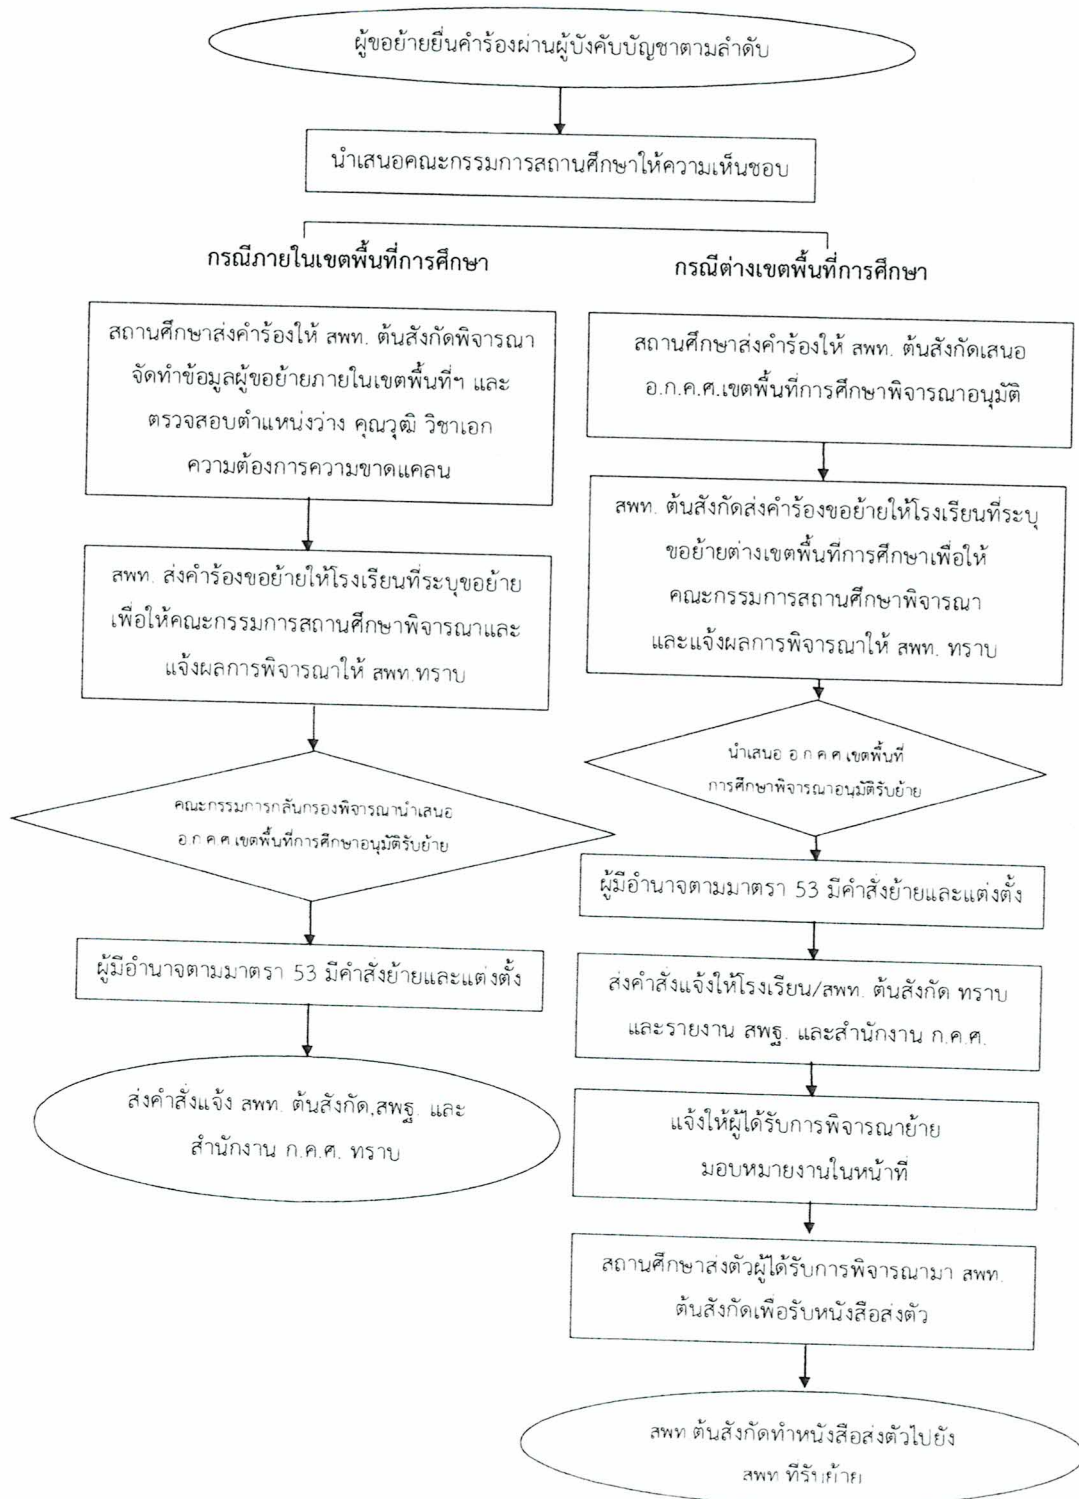 ผู้ขอย้ายยื่นคำร้องผ่านผู้บังคับบัญชาตามลำดับ
นำเสนอคณะกรรมการสถานศึกษาให้ความเห็นชอบ
กรณีภายในเขตพื้นที่การศึกษา
สถานศึกษาส่งคำร้องให้ สพท. ต้นสังกัดพิจารณา
จัดทำข้อมูลผู้ขอย้ายภายในเขตพื้นที่ฯ และ
ตรวจสอบตำแหน่งว่าง คุณวุฒิ วิชาเอก
ความต้องการความขาดแคลน
สพท. ส่งคำร้องขอย้ายให้โรงเรียนที่ระบุขอย้าย
เพื่อให้คณะกรรมการสถานศึกษาพิจารณาและ
แจ้งผลการพิจารณาให้ สพท.ทราบ
คณะกรรมการกลั่นกรองพิจารณานำเสนอ
อ.ก.ค.ศ.เขตพื้นที่การศึกษาอนุมัติรับย้าย
ผู้มีอำนาจตามมาตรา 53 มีคำสั่งย้ายและแต่งตั้ง
ส่งคำสั่งแจ้ง สพท. ต้นสังกัด,สพฐ. และ
สำนักงาน ก.ค.ศ. ทราบ
กรณีต่างเขตพื้นที่การศึกษา
สถานศึกษาส่งคำร้องให้ สพท. ต้นสังกัดเสนอ
อ.ก.ค.ศ.เขตพื้นที่การศึกษาพิจารณาอนุมัติ
สพท. ต้นสังกัดส่งคำร้องขอย้ายให้โรงเรียนที่ระบุ
ขอย้ายต่างเขตพื้นที่การศึกษาเพื่อให้
คณะกรรมการสถานศึกษาพิจารณา
และแจ้งผลการพิจารณาให้ สพท. ทราบ
นำเสนอ อ.ก.ค.ศ.เขตพื้นที่
การศึกษาพิจารณาอนุมัติรับย้าย
ผู้มีอำนาจตามมาตรา 53 มีคำสั่งย้ายและแต่งตั้ง
ส่งคำสั่งแจ้งให้โรงเรียน/สพท. ต้นสังกัด ทราบ
และรายงาน สพฐ. และสำนักงาน ก.ค.ศ.
แจ้งให้ผู้ได้รับการพิจารณาย้าย
มอบหมายงานในหน้าที่
สถานศึกษาส่งตัวผู้ได้รับการพิจารณามา สพท.
ต้นสังกัดเพื่อรับหนังสือส่งตัว
สพท ต้นสังกัดทำหนังสือส่งตัวไปยัง
สพท ที่รับย้าย